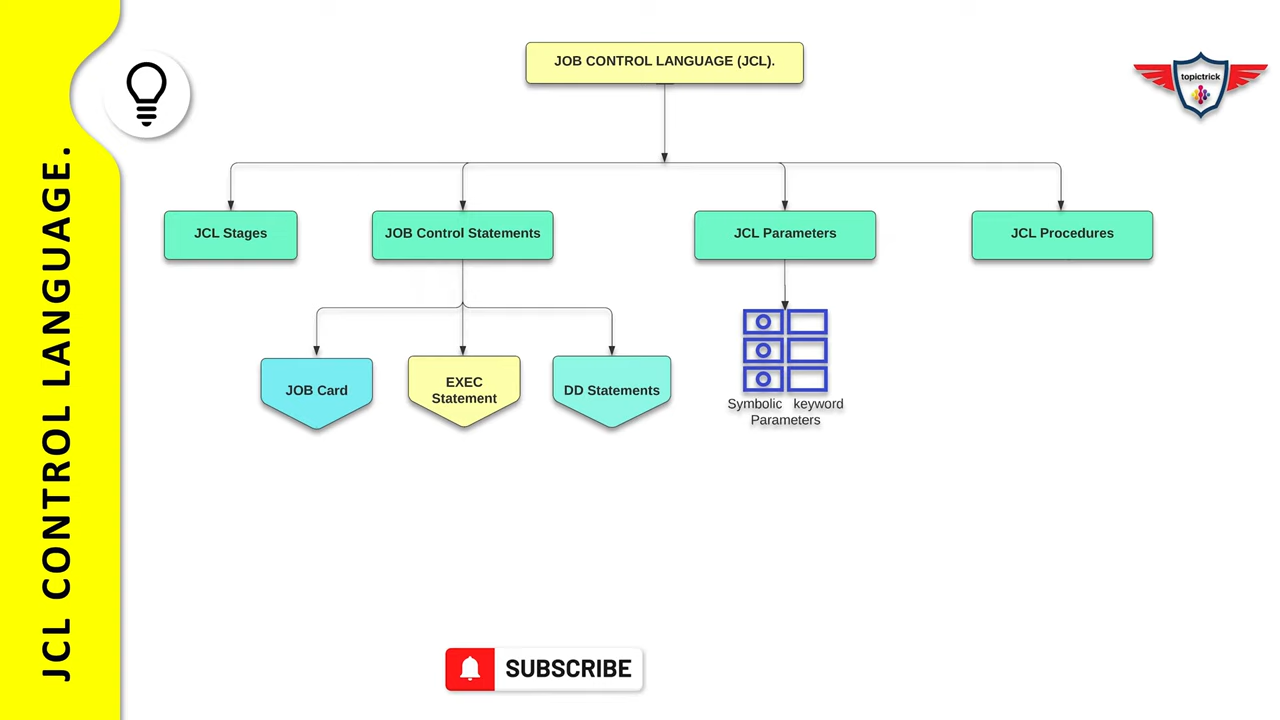 JCL CONTROL LANGUAGE.
JOB CONTROL LANGUAGE (JCL).
topictrick
JCL Stages
JOB Control Statements
JCL Parameters
JCL Procedures
JOB Card
EXEC
Statement
DD Statements
Symbolic keyword
Parameters
SUBSCRIBE